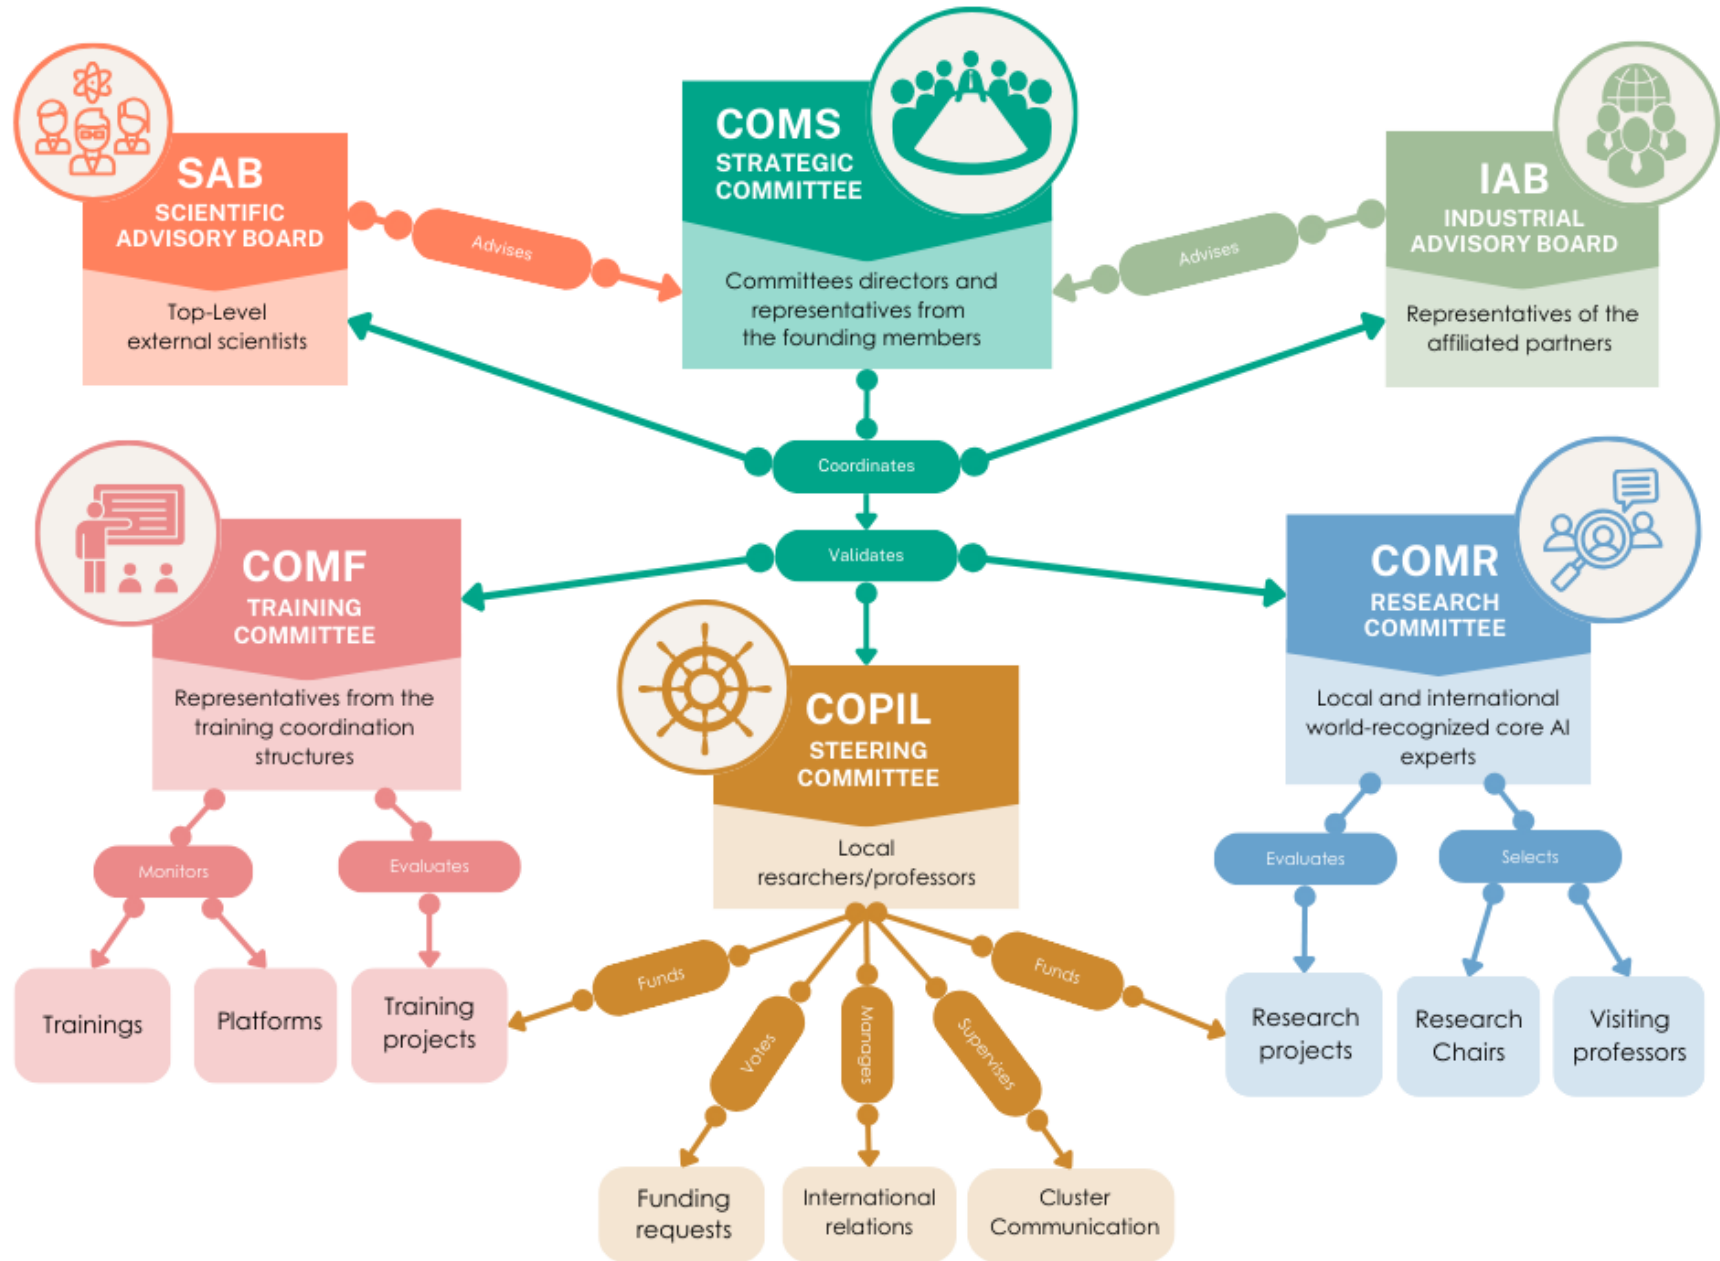 COMS
STRATEGIC
COMMITTEE
Committees directors and
representatives from
the founding members
SAB
SCIENTIFIC
ADVISORY BOARD
Top-Level
external scientists
Advises
IAB
INDUSTRIAL
ADVISORY BOARD
Representatives of the
affiliated partners
Advises
Coordinates
Validates
COMF
TRAINING
COMMITTEE
Representatives from the
training coordination
structures
Monitors
Evaluates
Trainings
Platforms
Training
projects
COPIL
STEERING
COMMITTEE
Local
resarchers/professors
Funds
Votes
Manages
Supervises
Funds
Funding
requests
International
relations
Cluster
Communication
COMR
RESEARCH
COMMITTEE
Local and international
world-recognized core AI
experts
Evaluates
Selects
Research
projects
Research
Chairs
Visiting
professors